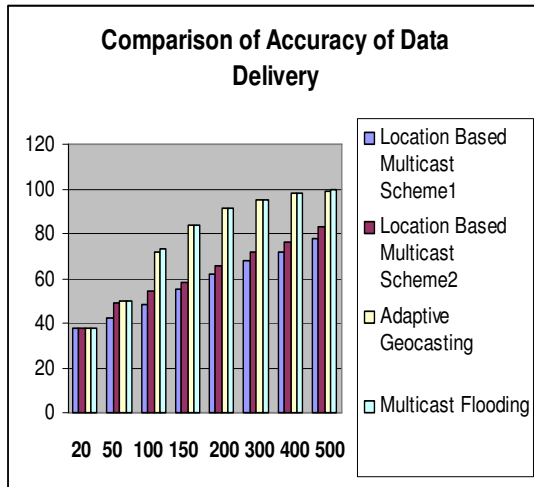 Comparison of Accuracy of Data
Delivery
120
100
80
60
40
20
0
20 50 100 150 200 300 400 500
Location Based
Multicast
Scheme1
Location Based
Multicast
Scheme2
Adaptive
Geocasting
Multicast Flooding